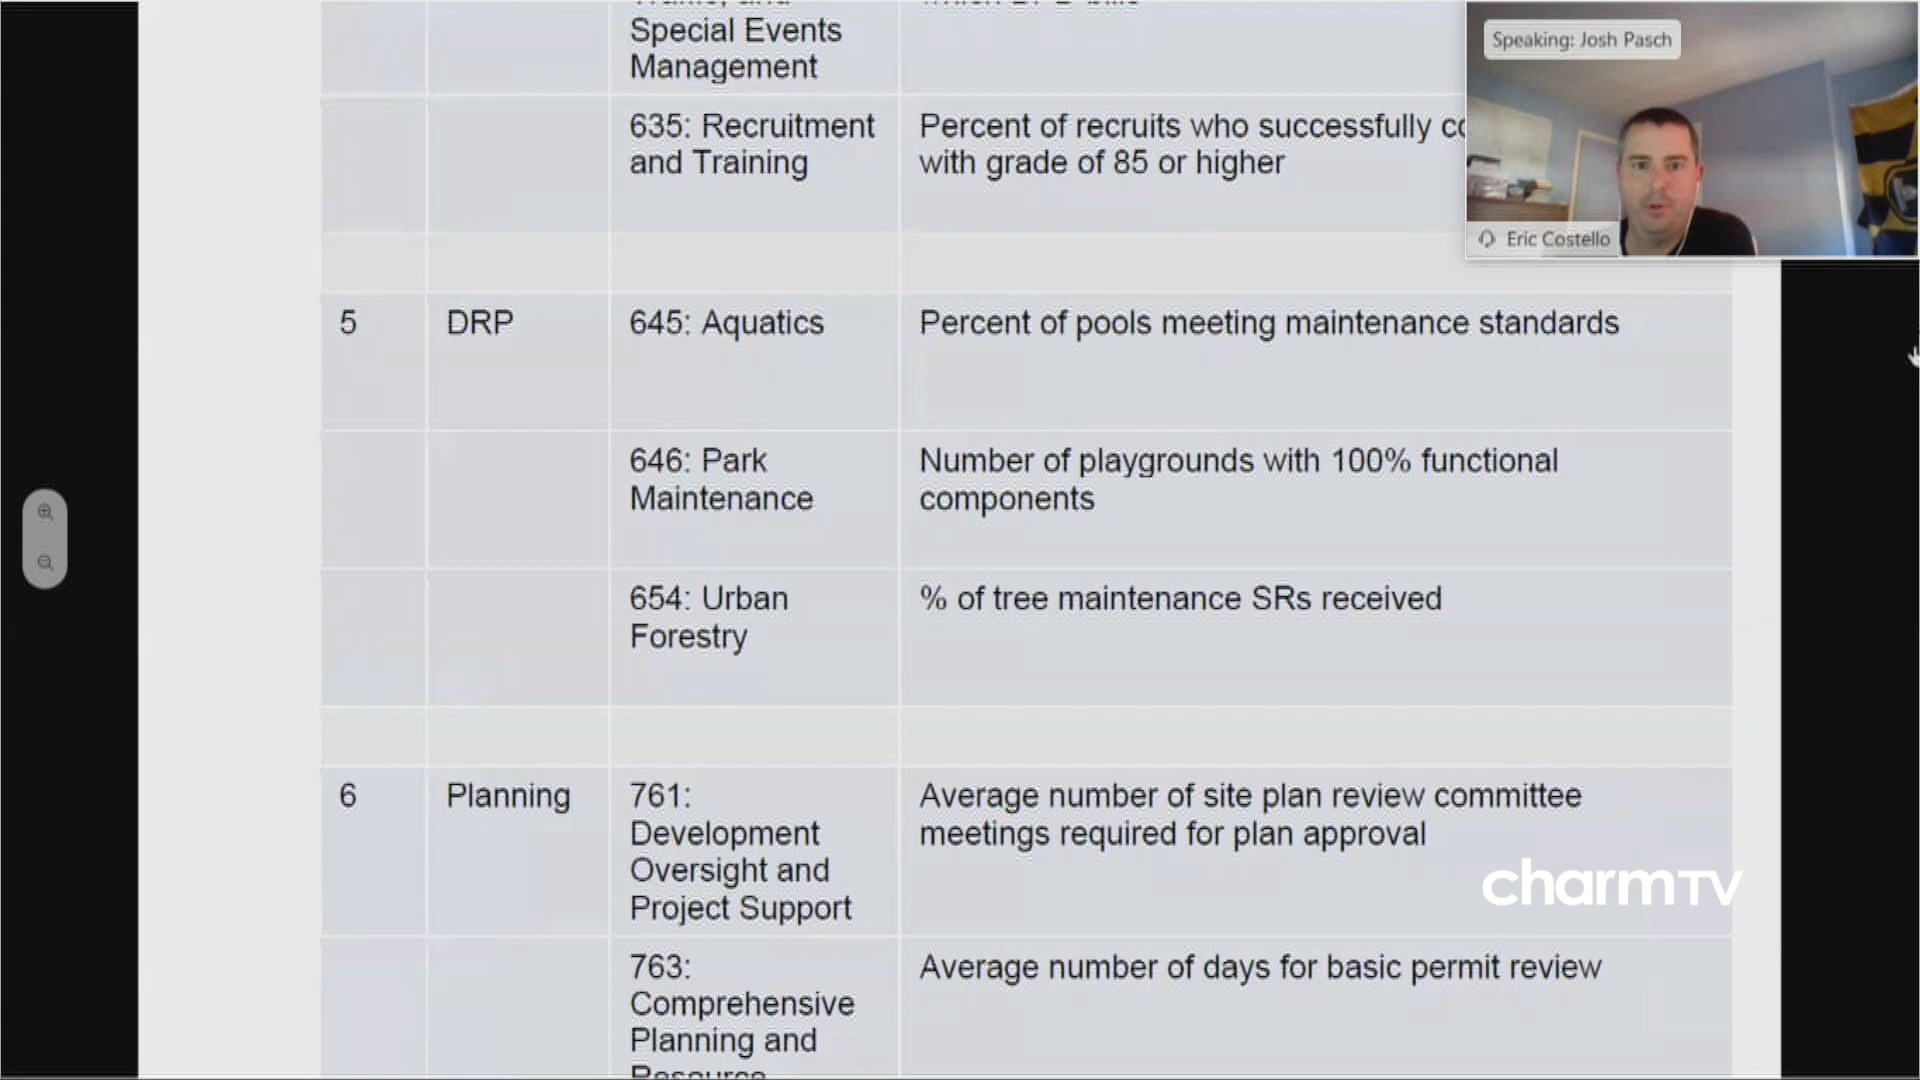 Special Events
Management
635: Recruitment
and Training
Percent of recruits who successfully
with grade of 85 or higher
Speaking: Josh Pasch
Eric Costello
5
DRP
645: Aquatics
Percent of pools meeting maintenance standards
646: Park
Maintenance
Number of playgrounds with 100% functional
components
654: Urban
Forestry
% of tree maintenance SRs received
6
Planning
761:
Development
Oversight and
Project Support
Average number of site plan review committee
meetings required for plan approval
charmTV
763:
Comprehensive
Planning and
Average number of days for basic permit review